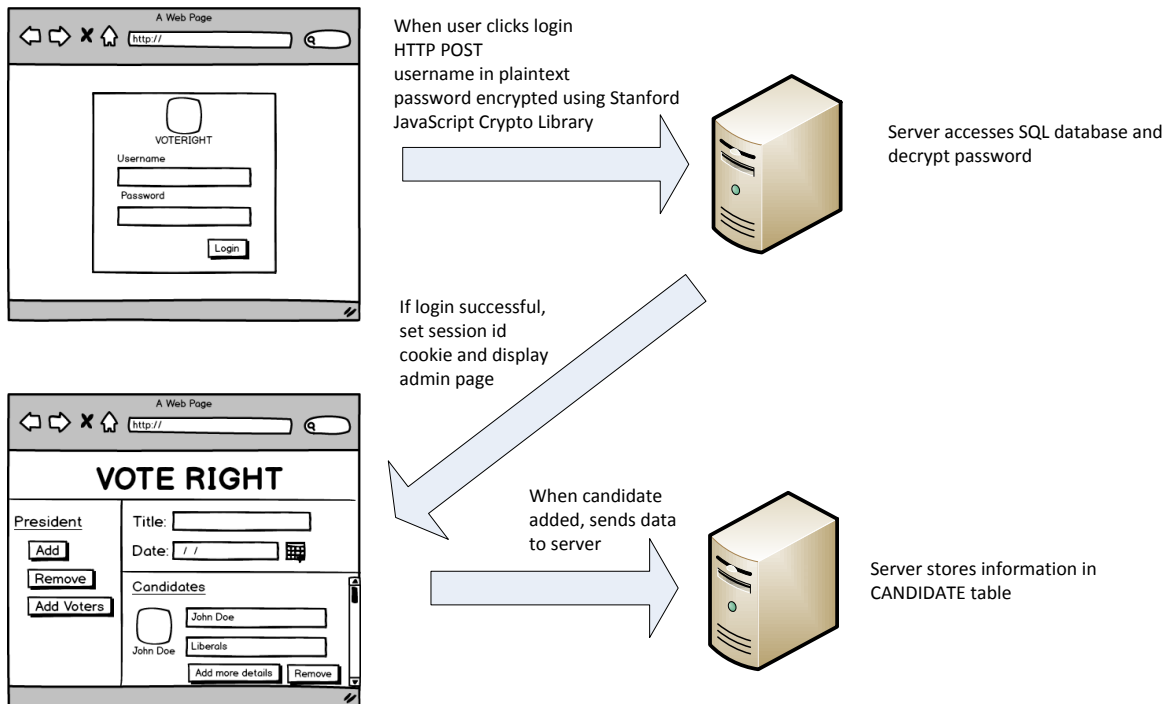 A Web Page
http://
VOTERIGHT
Username
Password
Login
When user clicks login
HTTP POST
username in plaintext
password encrypted using Stanford
JavaScript Crypto Library
Server accesses SQL database and
decrypt password
If login successful,
set session id
cookie and display
admin page
A Web Page
http://
VOTE RIGHT
President
Add
Remove
Add Voters
Title:
Date: / /
Candidates
John Doe
John Doe
Liberals
Add more details Remove
When candidate
added, sends data
to server
Server stores information in
CANDIDATE table